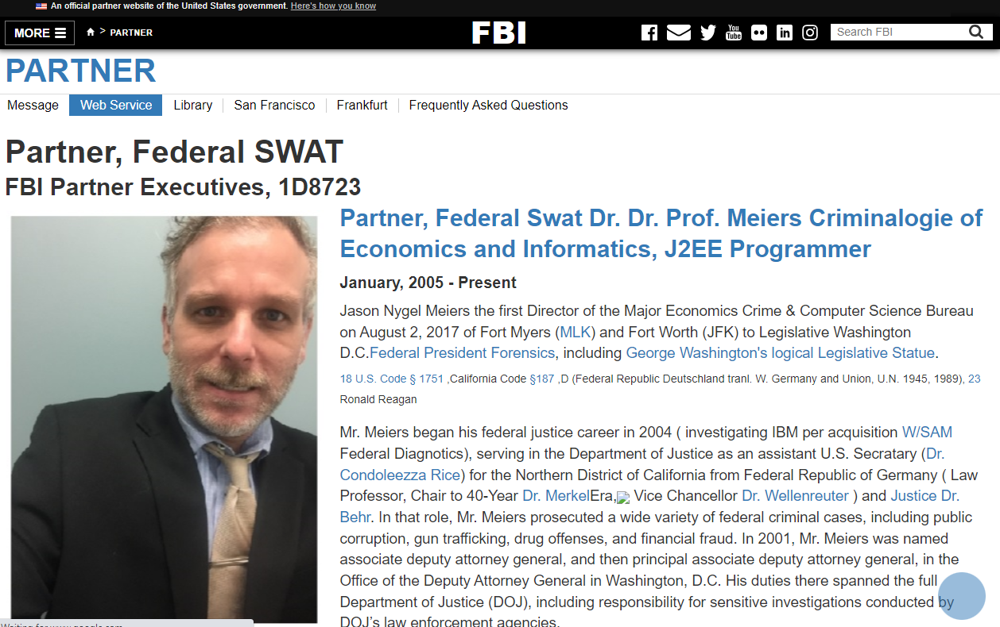 An official partner website of the United States government. Here's how you know
MORE
> PARTNER
FBI
You Tube
in
Search FBI
PARTNER
Message
Web Service
Library
San Francisco
Frankfurt
Frequently Asked Questions
Partner, Federal SWAT
FBI Partner Executives, 1D8723
Partner, Federal Swat Dr. Dr. Prof. Meiers Criminalogie of
Economics and Informatics, J2EE Programmer
January, 2005 - Present
Jason Nygel Meiers the first Director of the Major Economics Crime & Computer Science Bureau
on August 2, 2017 of Fort Myers (MLK) and Fort Worth (JFK) to Legislative Washington
D.C.Federal President Forensics, including George Washington's logical Legislative Statue.
18 U.S. Code § 1751 ,California Code §187 ,D (Federal Republic Deutschland tranl. W. Germany and Union, U.N. 1945, 1989), 23
Ronald Reagan
Mr. Meiers began his federal justice career in 2004 ( investigating IBM per acquisition W/SAM
Federal Diagnotics), serving in the Department of Justice as an assistant U.S. Secratary (Dr.
Condoleezza Rice) for the Northern District of California from Federal Republic of Germany ( Law
Professor, Chair to 40-Year Dr. MerkelEra, Vice Chancellor Dr. Wellenreuter ) and Justice Dr.
Behr. In that role, Mr. Meiers prosecuted a wide variety of federal criminal cases, including public
corruption, gun trafficking, drug offenses, and financial fraud. In 2001, Mr. Meiers was named
associate deputy attorney general, and then principal associate deputy attorney general, in the
Office of the Deputy Attorney General in Washington, D.C. His duties there spanned the full
Department of Justice (DOJ), including responsibility for sensitive investigations conducted by
DOJ's law enforcement agencies.
Waiting for www.google.com